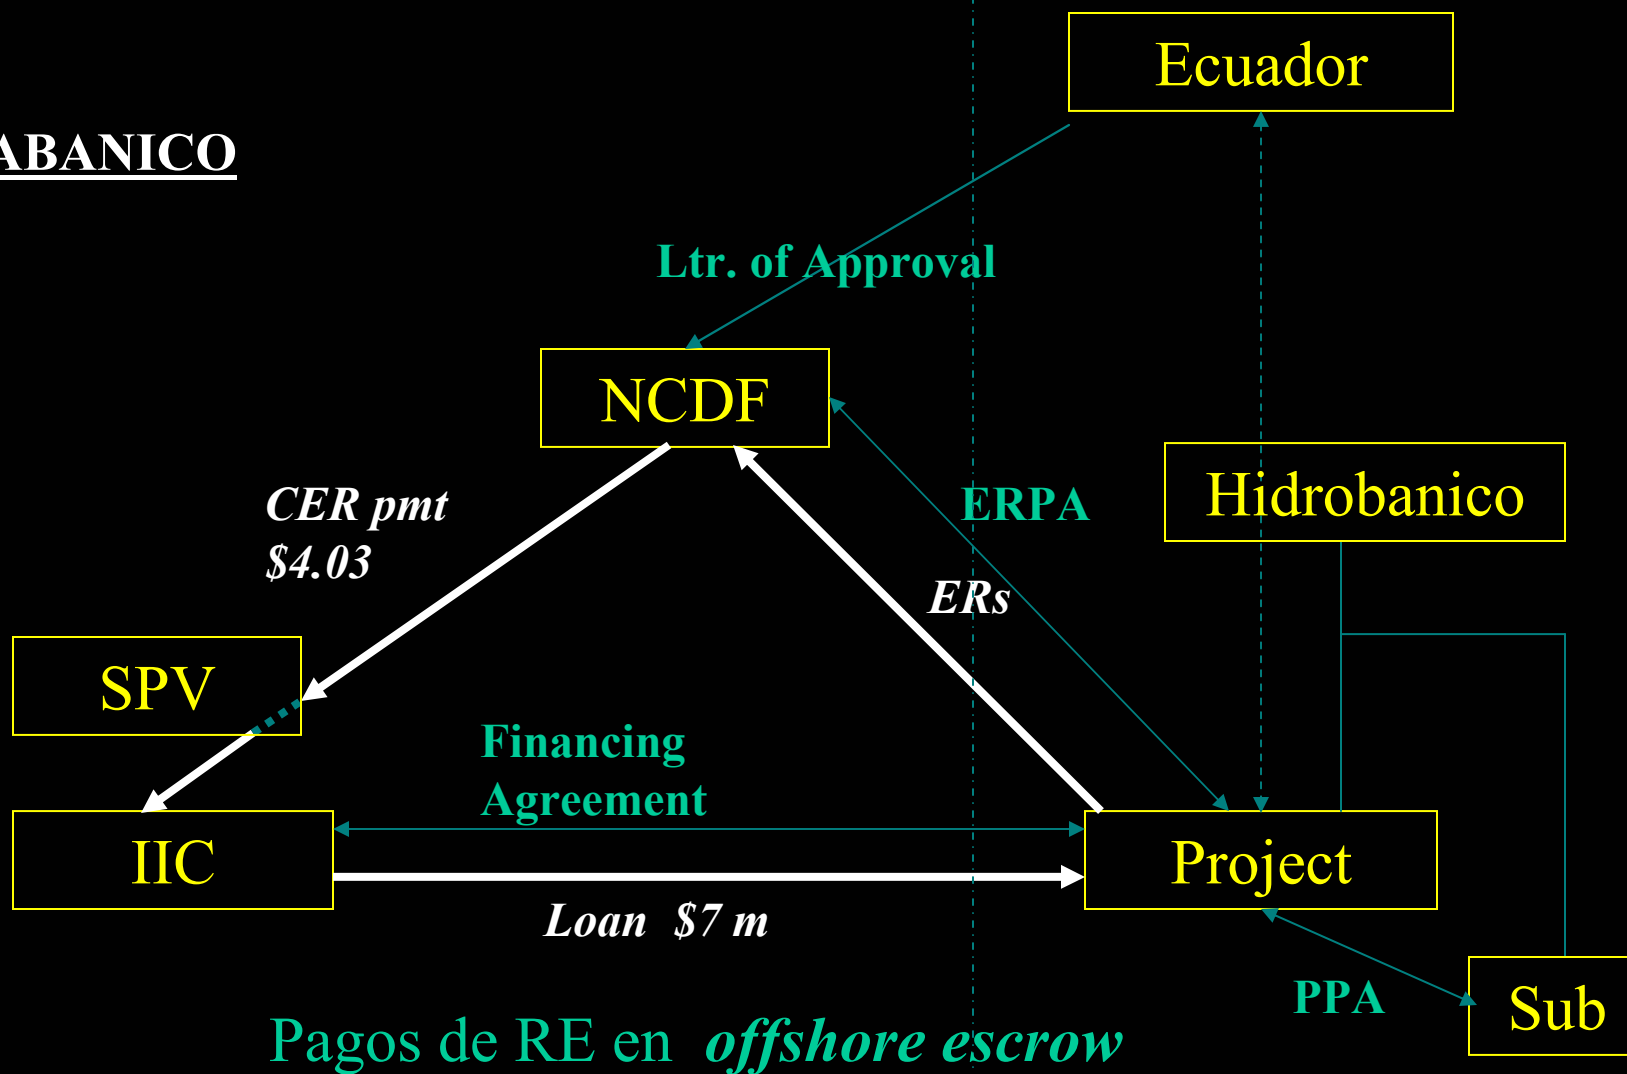 Ecuador
ABANICO
Ltr. of Approval
NCDF
CER pmt
$4.03
ERPA
Hidrobanico
ERs
SPV
Financing
Agreement
IIC
Project
Loan $7 m
PPA
Sub
Pagos de RE en offshore escrow